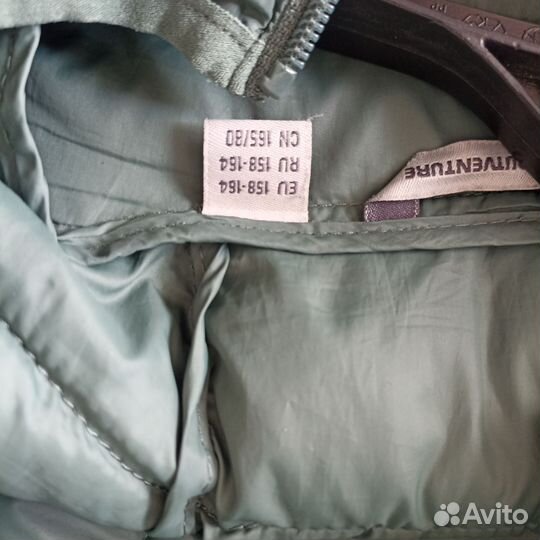 EU 158-164
RU 158-164
CN 165/80
UTVENTURE
Avito